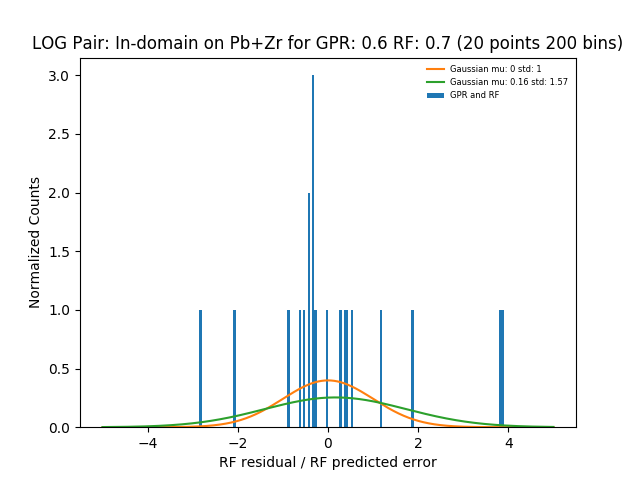 LOG Pair: In-domain on Pb+Zr for GPR: 0.6 RF: 0.7 (20 points 200 bins)
Gaussian mu: 0 std: 1
Gaussian mu: 0.16 std: 1.57
GPR and RF
Normalized Counts
3.0
2.5
2.0
1.5
1.0
0.5
0.0
−4
−2
0
2
4
RF residual / RF predicted error